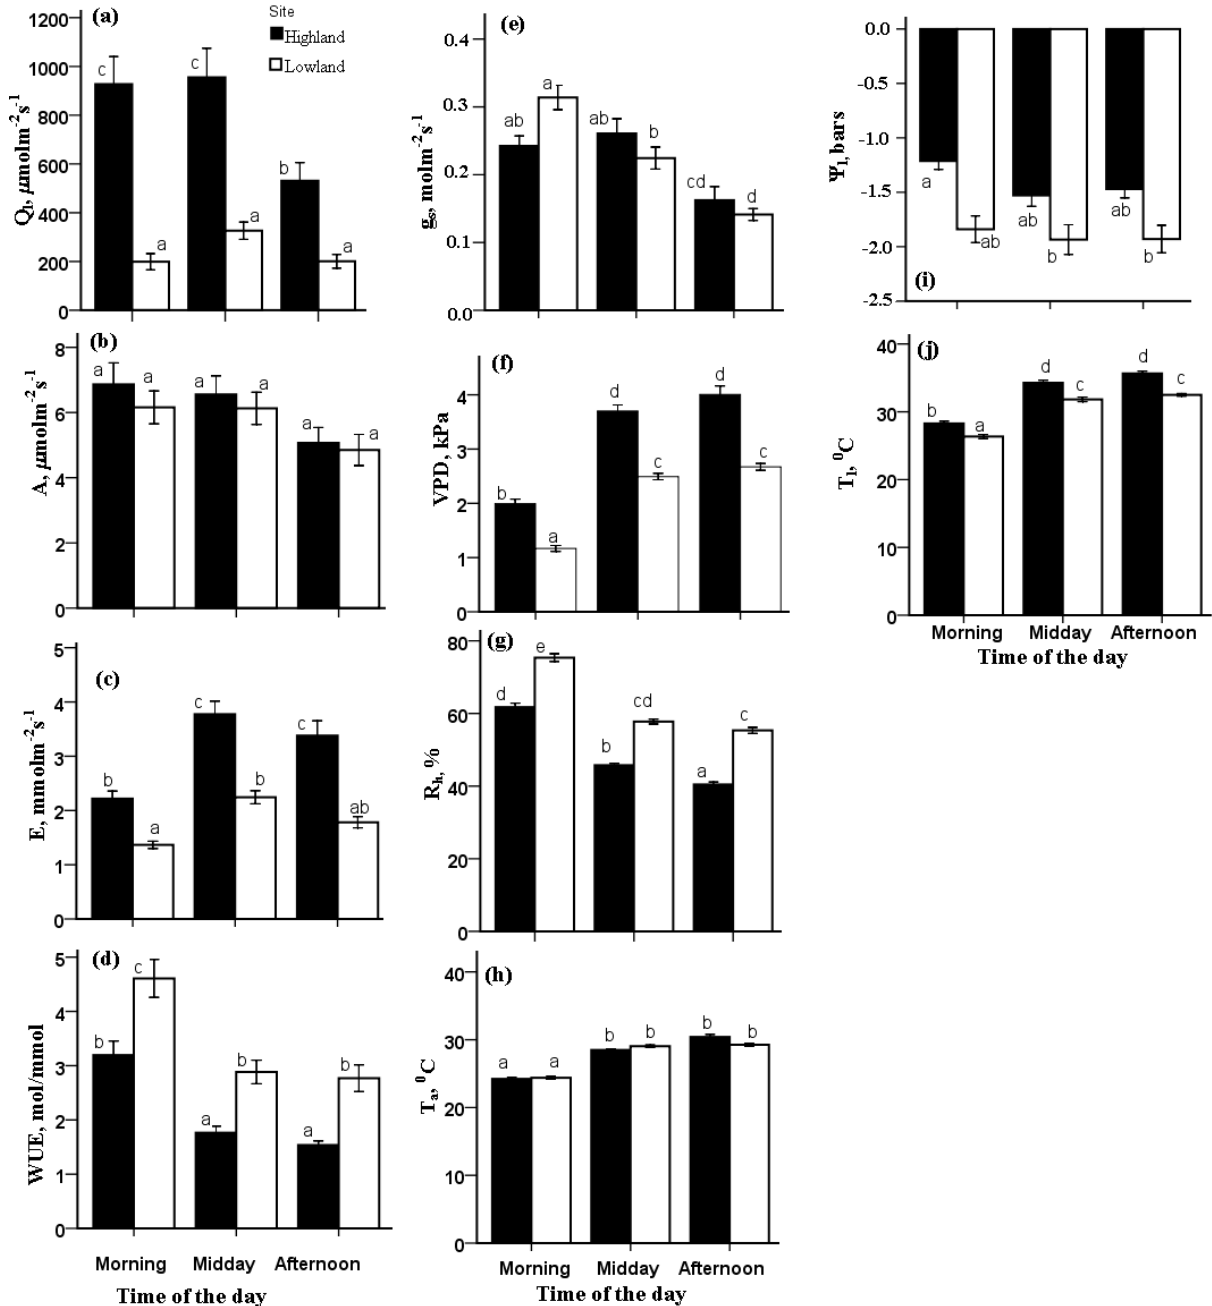 (a)
Site
Highland
Lowland
1200
1000
800
600
400
200
0
Q_l, μmolm^-2s^-1
c
a
c
a
b
a
(b)
8
6
4
2
0
A, μmolm^-2s^-1
a
a
a
a
a
a
(c)
5
4
3
2
1
0
E, mmolm^-2s^-1
b
a
c
b
c
ab
(d)
5
4
3
2
1
0
WUE, mol/mmol
b
c
a
b
a
b
Morning Midday Afternoon
Time of the day
(e)
0.4
0.3
0.2
0.1
0.0
g_s, molm^-2s^-1
ab
a
ab
b
cd
d
(f)
4
3
2
1
0
VPD, kPa
b
a
d
c
d
c
(g)
80
60
40
20
0
R_h, %
d
e
b
cd
a
c
(h)
40
30
20
10
0
T_a, ^0C
a
a
b
b
b
b
Morning Midday Afternoon
Time of the day
(i)
0.0
-0.5
-1.0
-1.5
-2.0
-2.5
Ψ_l, bars
a
ab
ab
b
ab
b
(j)
40
30
20
10
0
T_l, ^0C
b
a
d
c
d
c
Morning Midday Afternoon
Time of the day